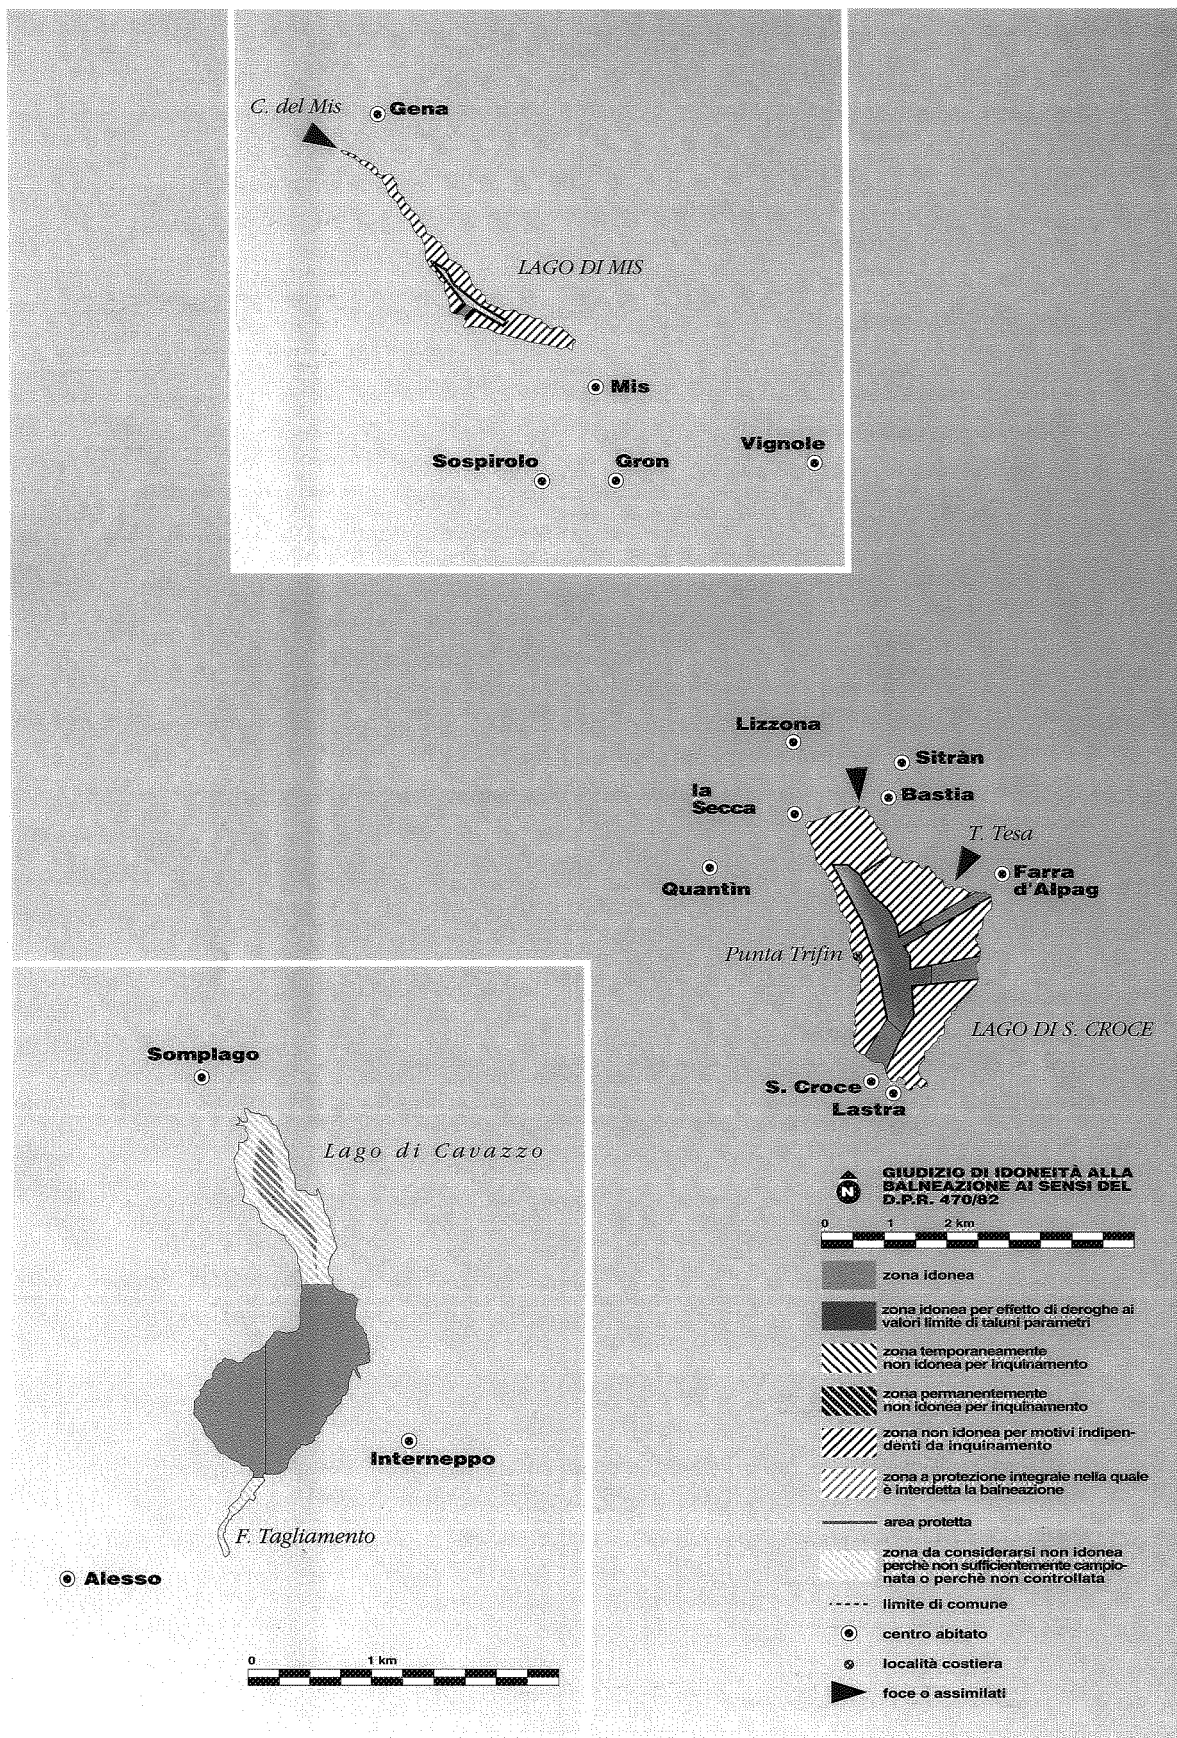 C. del Mis
Gena
LAGO DI MIS
Mis
Vignole
Sospirolo
Gron
Lizzona
Sitràn
la
Secca
Bastia
T. Tesa
Farra
d'Alpag
Quantìn
Punta Trifin
LAGO DI S. CROCE
S. Croce
Lastra
Somplago
Lago di Cavazzo
Interneppo
F. Tagliamento
Alesso
0 1 km
N
GIUDIZIO DI IDONEITÀ ALLA
BALNEAZIONE AI SENSI DEL
D.P.R. 470/82
0 1 2 km
zona idonea
zona idonea per effetto di deroghe ai
valori limite di taluni parametri
zona temporaneamente
non idonea per inquinamento
zona permanentemente
non idonea per inquinamento
zona non idonea per motivi indipen-
denti da inquinamento
zona a protezione integrale nella quale
è interdetta la balneazione
area protetta
zona da considerarsi non idonea
perchè non sufficientemente campio-
nata o perchè non controllata
limite di comune
centro abitato
località costiera
foce o assimilati